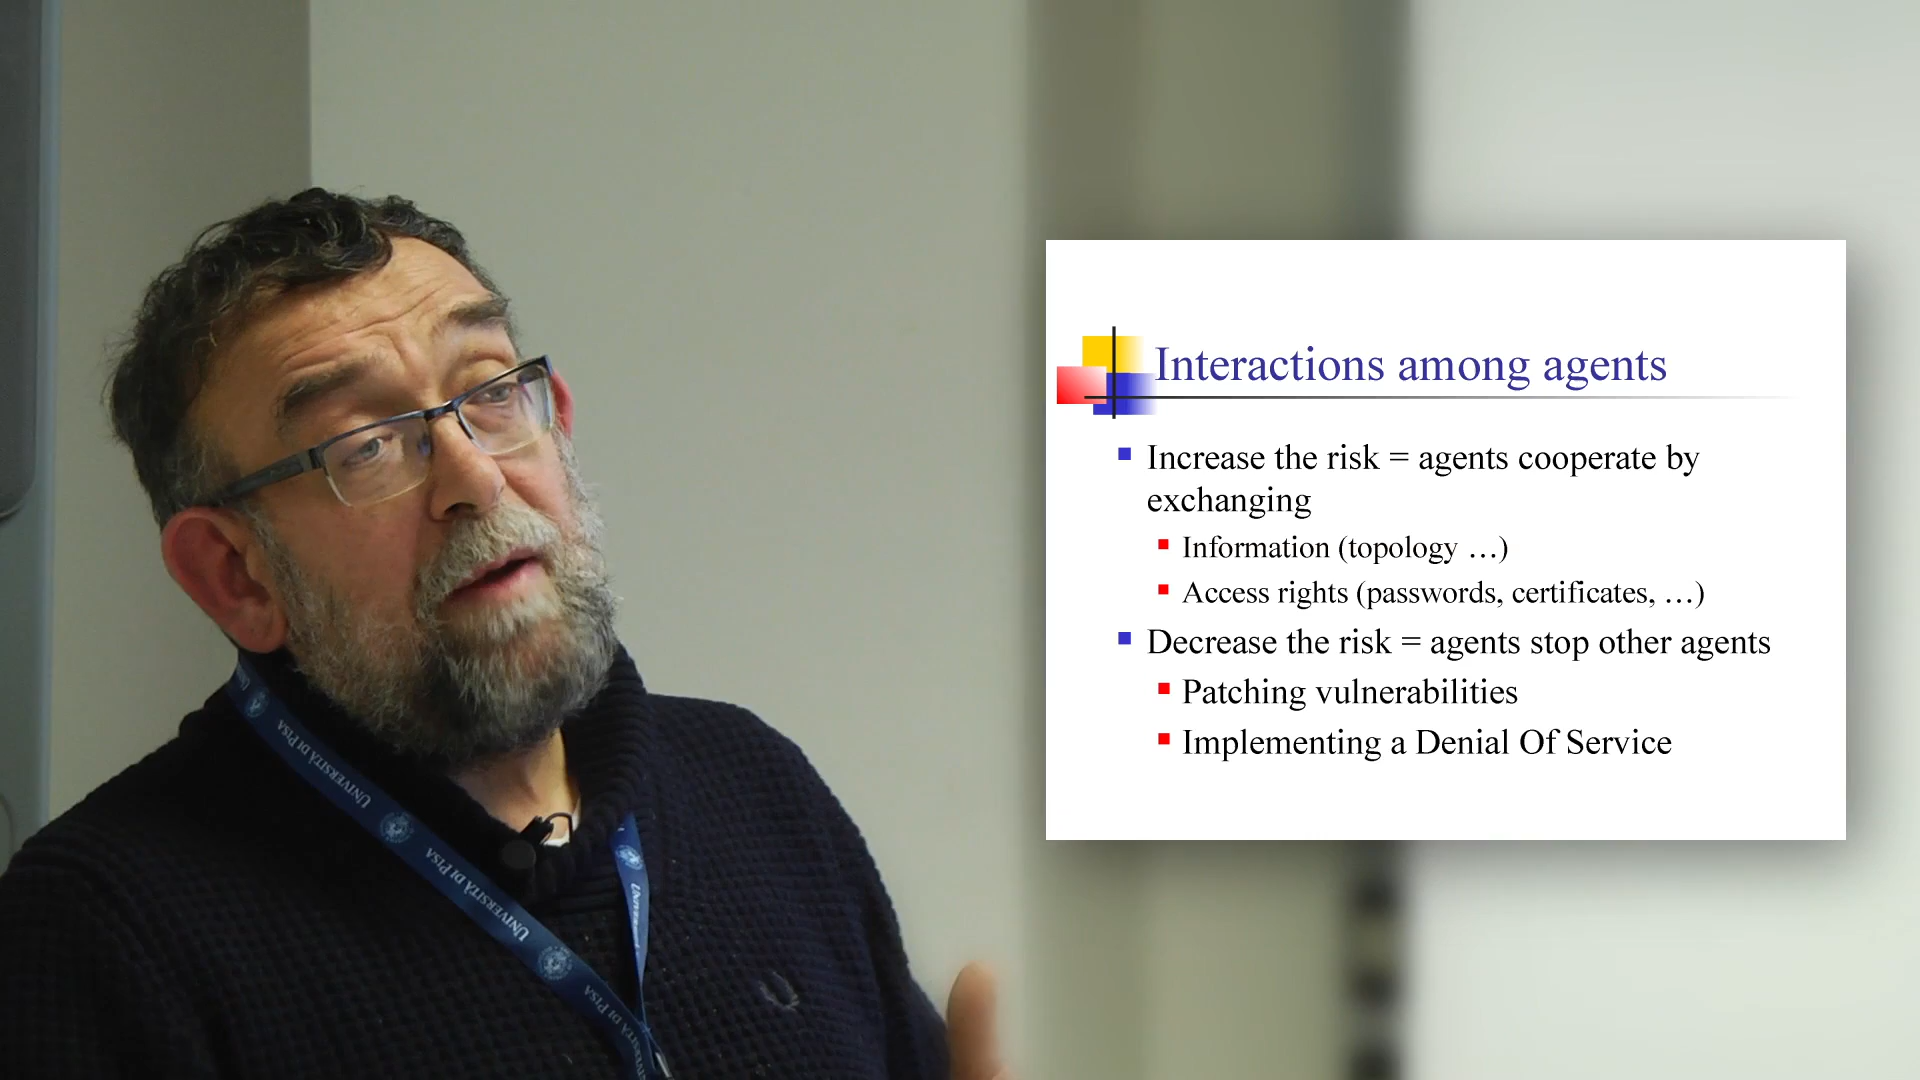 Interactions among agents
Increase the risk = agents cooperate by
exchanging
Information (topology …)
Access rights (passwords, certificates, …)
Decrease the risk = agents stop other agents
Patching vulnerabilities
Implementing a Denial Of Service
UNIVERSITÀ DI PISA
UNIVERSITÀ DI PISA